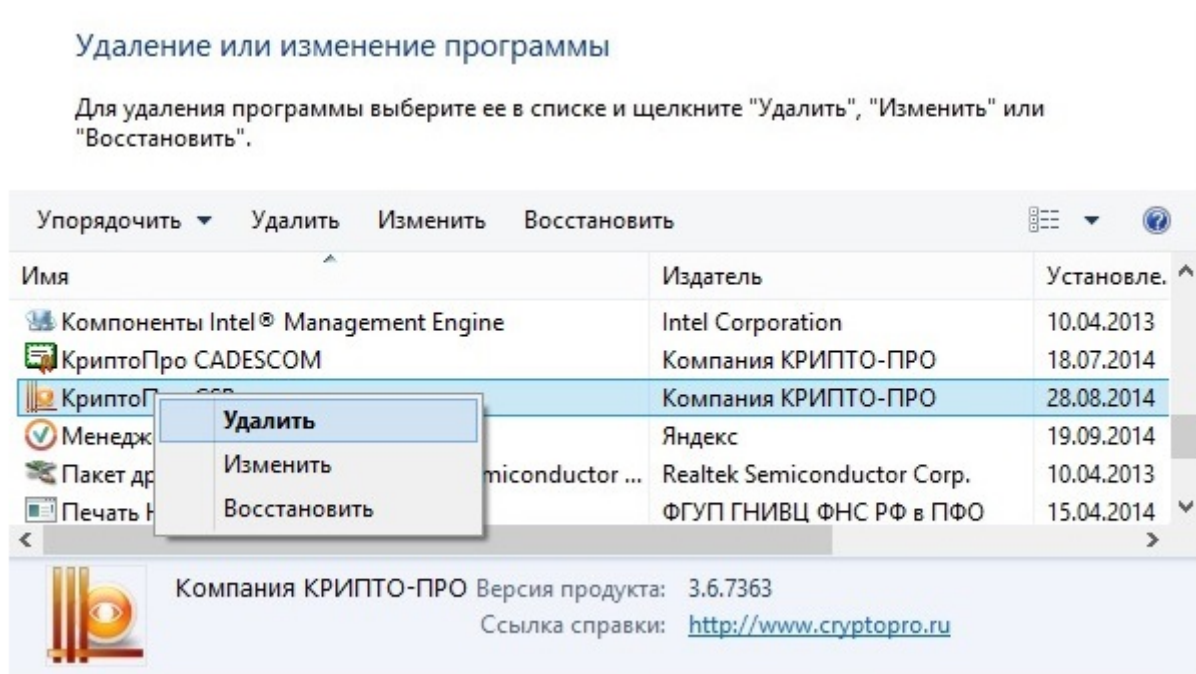 Удаление или изменение программы
Для удаления программы выберите ее в списке и щелкните "Удалить", "Изменить" или
"Восстановить".
Упорядочить Удалить Изменить Восстановить
Имя Издатель Установле.
Компоненты Intel® Management Engine Intel Corporation 10.04.2013
КриптоПро CADESCOM Компания КРИПТО-ПРО 18.07.2014
Компания КРИПТО-ПРО 28.08.2014
Удалить
Яндекс 19.09.2014
Изменить
Пакет miconductor ... Realtek Semiconductor Corp. 10.04.2013
Восстановить
Печать ФГУП ГНИВЦ ФНС РФ в ПФО 15.04.2014
Компания КРИПТО-ПРО Версия продукта: 3.6.7363
Ссылка справки: http://www.cryptopro.ru